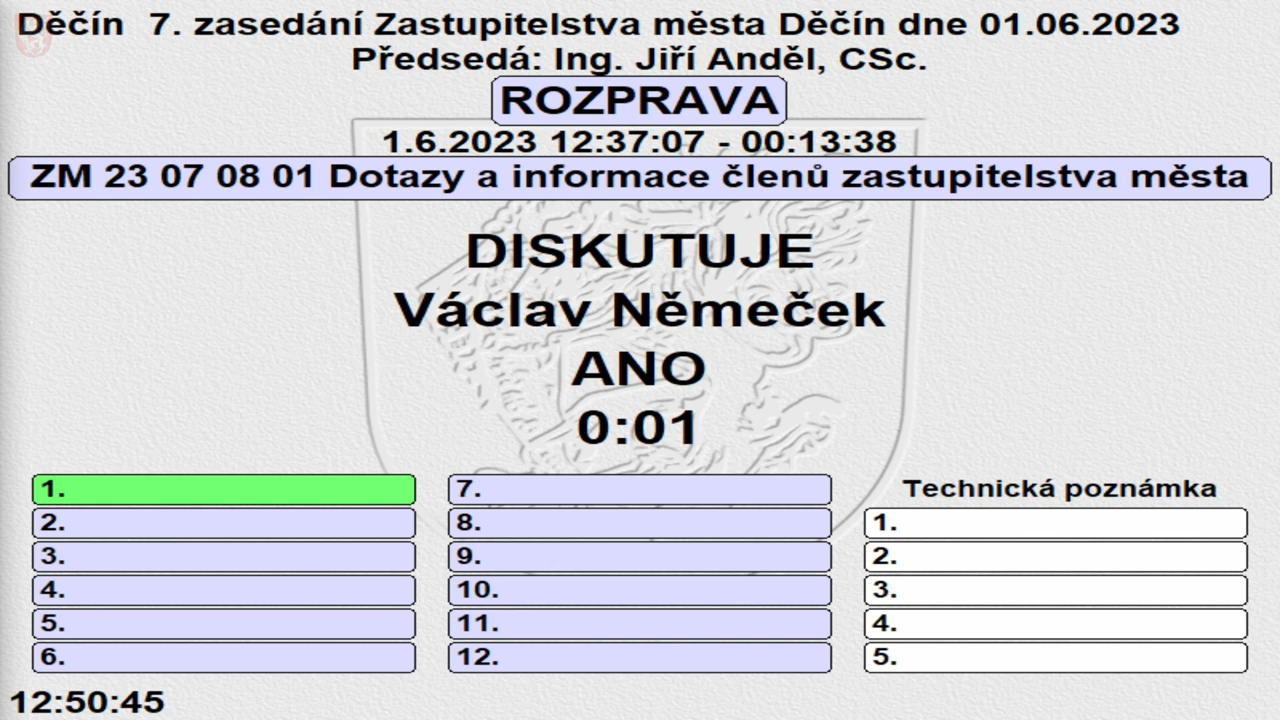 Děčín 7. zasedání Zastupitelstva města Děčín dne 01.06.2023
Předsedá: Ing. Jiří Anděl, CSc.
ROZPRAVA
1.6.2023 12:37:07 - 00:13:38
ZM 23 07 08 01 Dotazy a informace členů zastupitelstva města
DISKUTUJE
Václav Němeček
ANO
0:01
1.
2.
3.
4.
5.
6.
7.
8.
9.
10.
11.
12.
Technická poznámka
1.
2.
3.
4.
5.
12:50:45